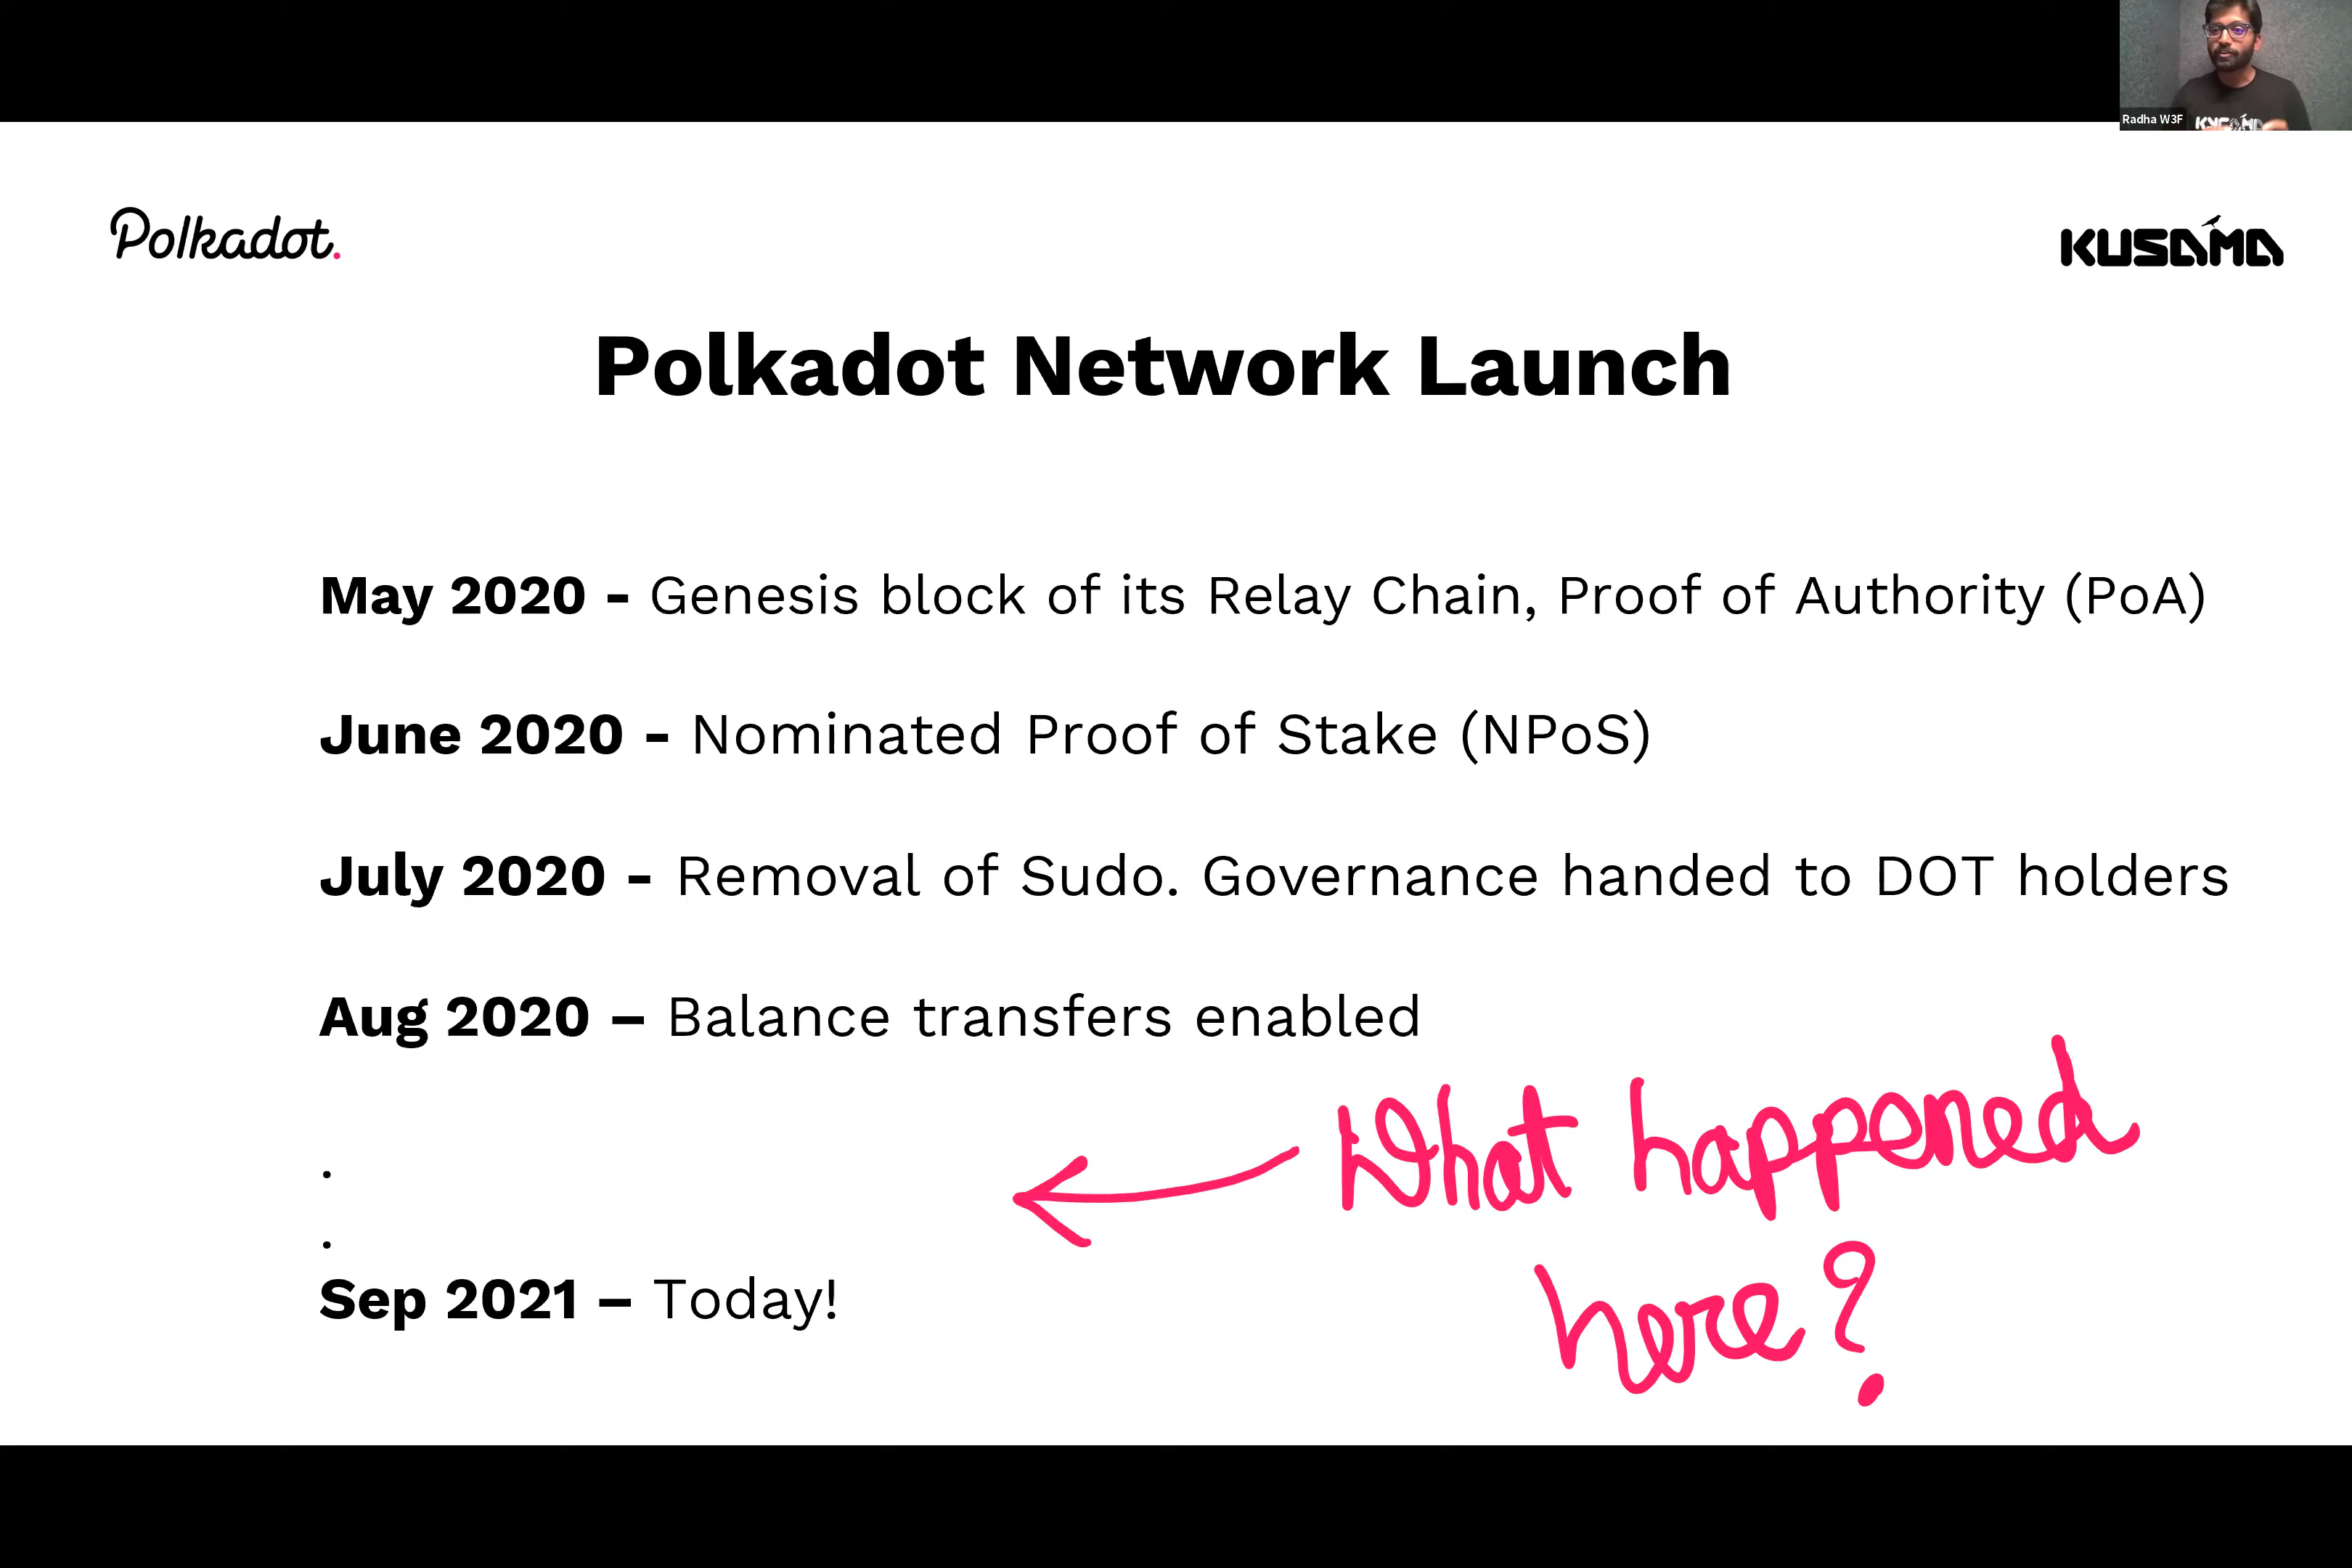 Radha W3F
KUSAMA
Polkadot.
KUSAMA
Polkadot Network Launch
May 2020 - Genesis block of its Relay Chain, Proof of Authority (PoA)
June 2020 - Nominated Proof of Stake (NPoS)
July 2020 - Removal of Sudo. Governance handed to DOT holders
Aug 2020 – Balance transfers enabled
.
.
What happened
here?
Sep 2021 – Today!